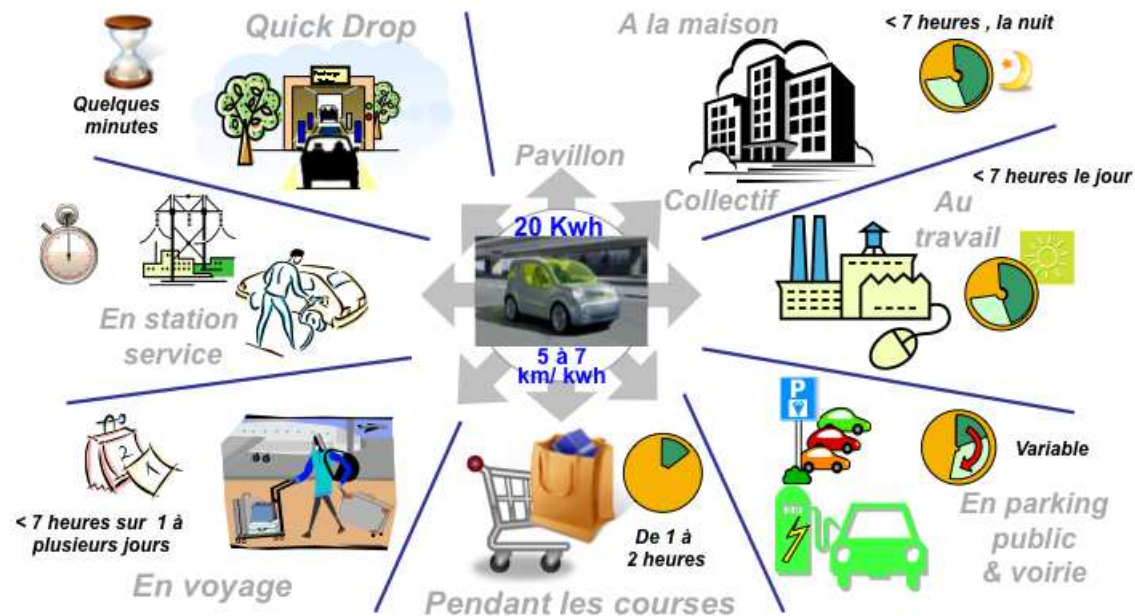 Quick Drop
Quelques
minutes
A la maison
< 7 heures , la nuit
Pavillon
Collectif
< 7 heures le jour
Au
travail
20 Kwh
5 à 7
km/ kwh
En station
service
P
Variable
En parking
public
& voirie
De 1 à
2 heures
Pendant les courses
2
1
< 7 heures sur 1 à
plusieurs jours
En voyage